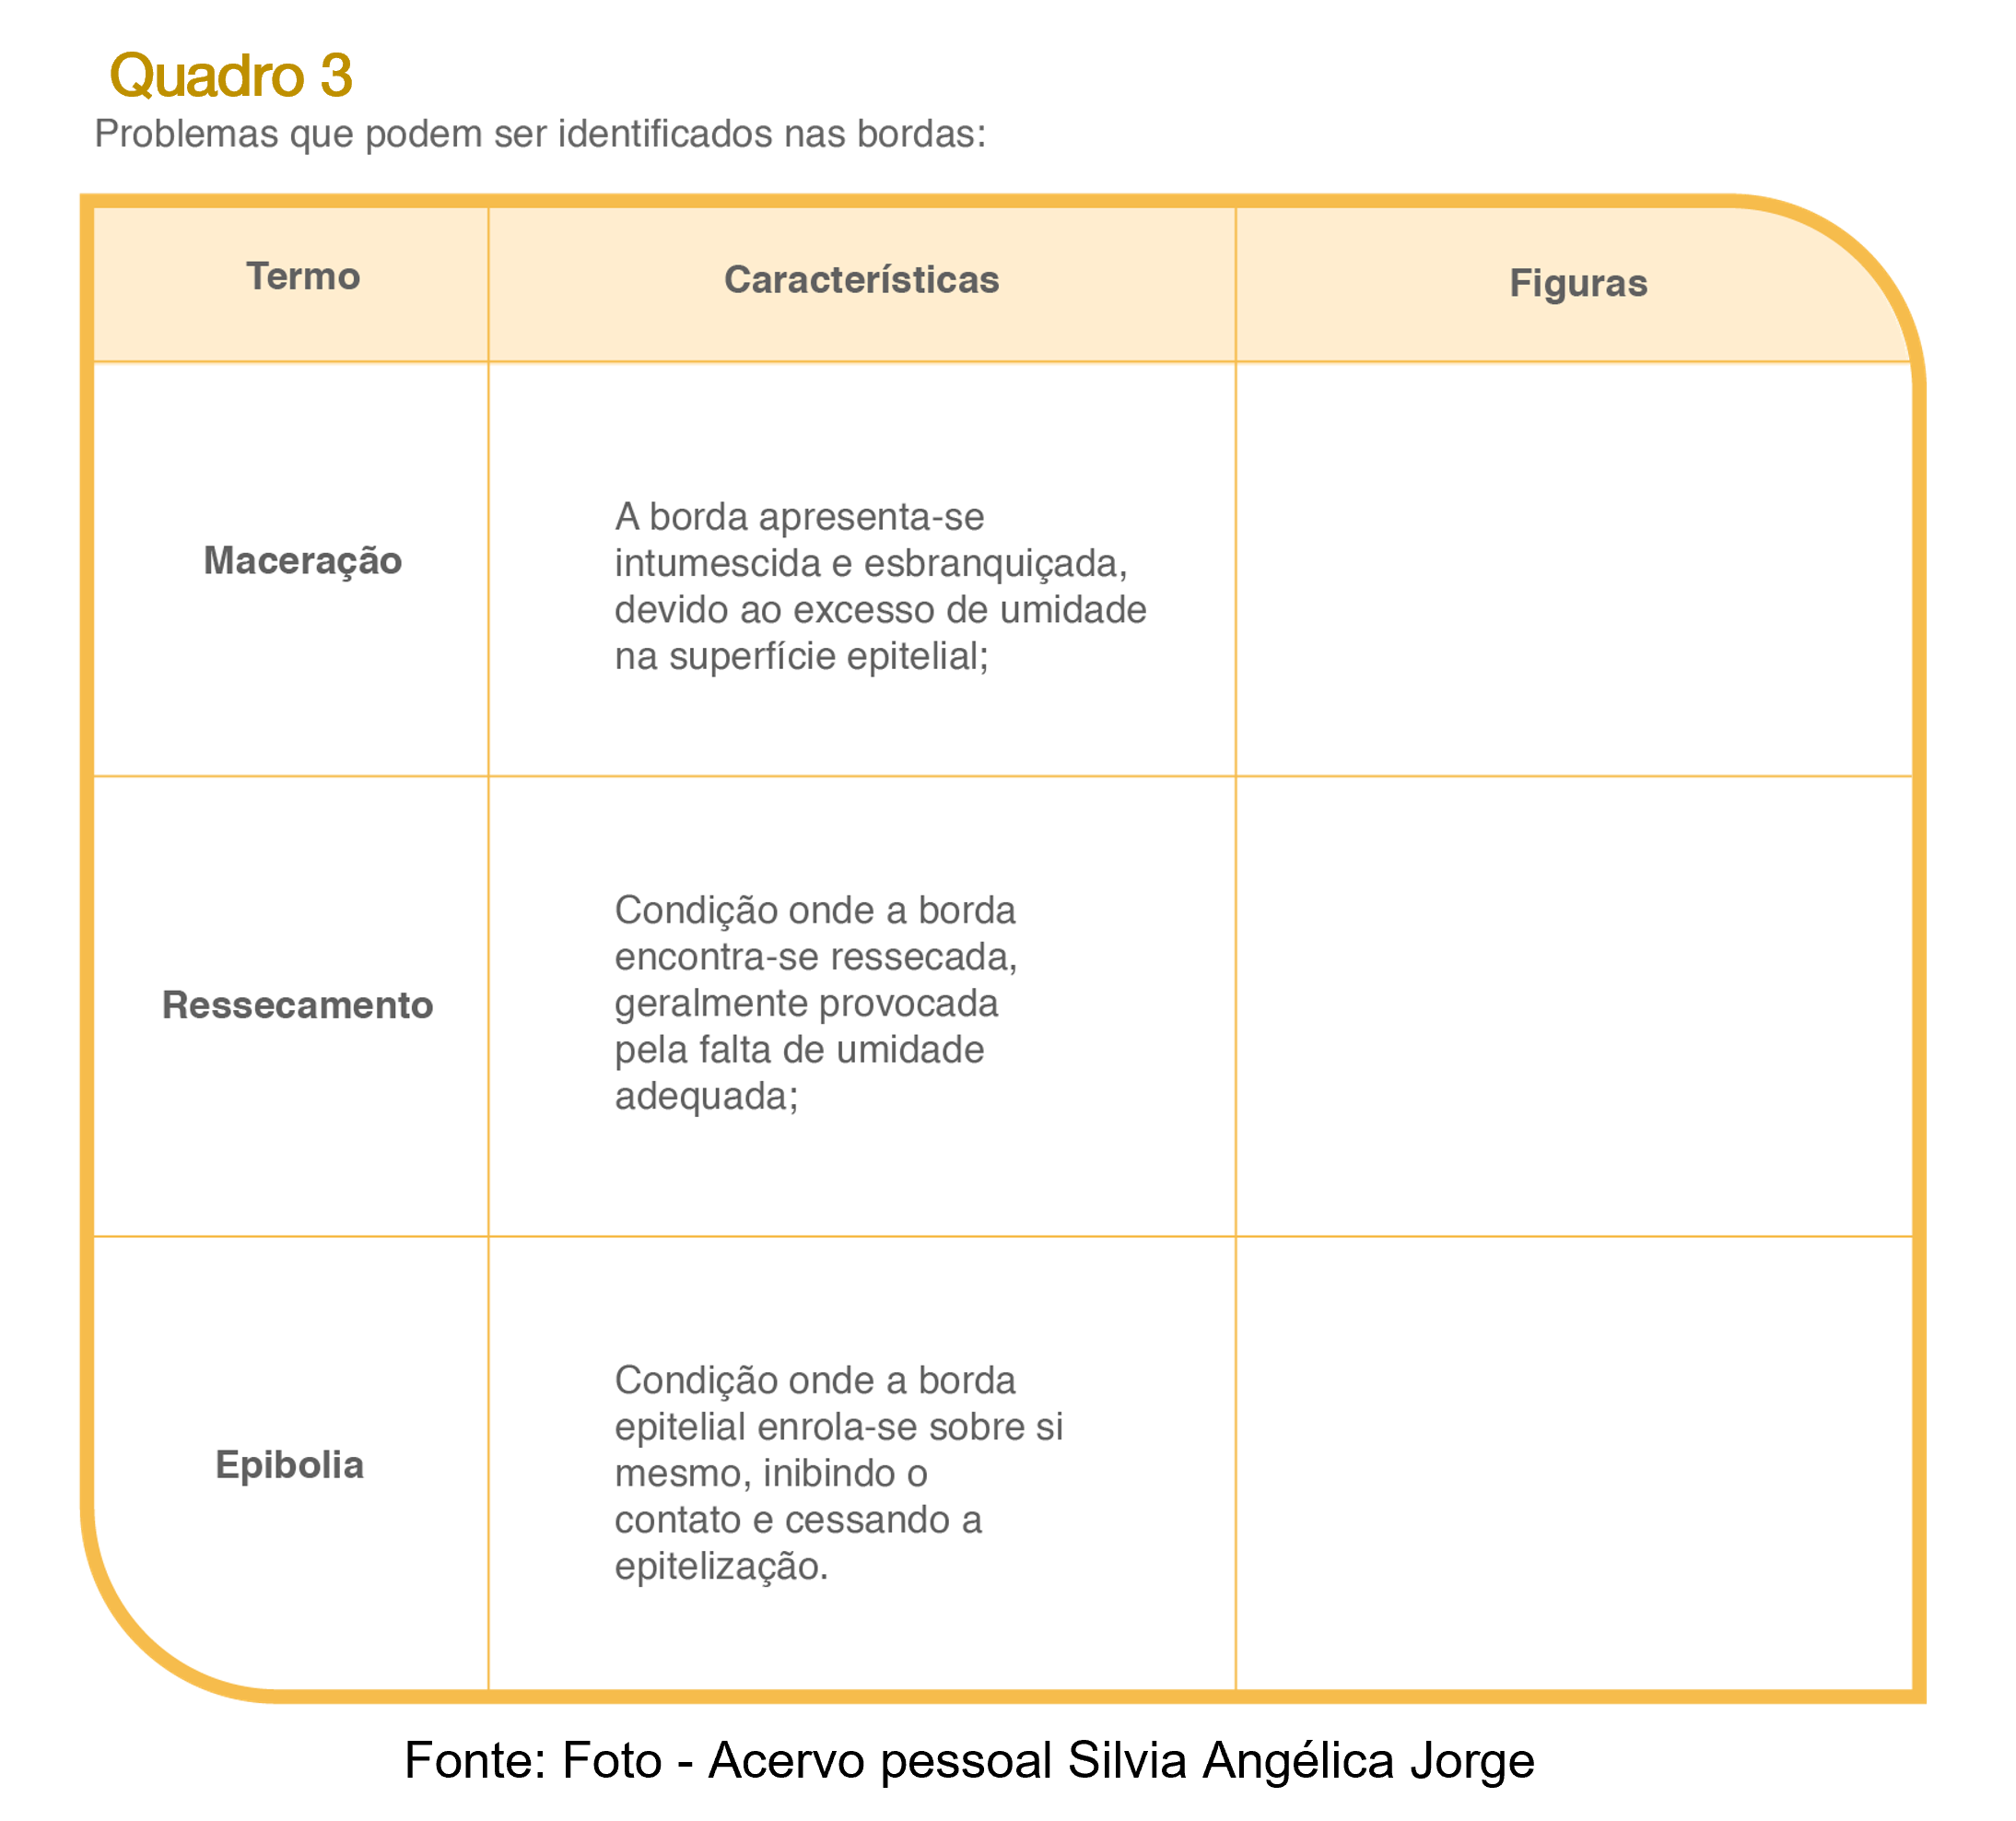 Quadro 3
Problemas que podem ser identificados nas bordas:
Termo
Características
Figuras
Maceração
A borda apresenta-se
intumescida e esbranquiçada,
devido ao excesso de umidade
na superfície epitelial;
Ressecamento
Condição onde a borda
encontra-se ressecada,
geralmente provocada
pela falta de umidade
adequada;
Epibolia
Condição onde a borda
epitelial enrola-se sobre si
mesmo, inibindo o
contato e cessando a
epitelização.
Fonte: Foto - Acervo pessoal Silvia Angélica Jorge